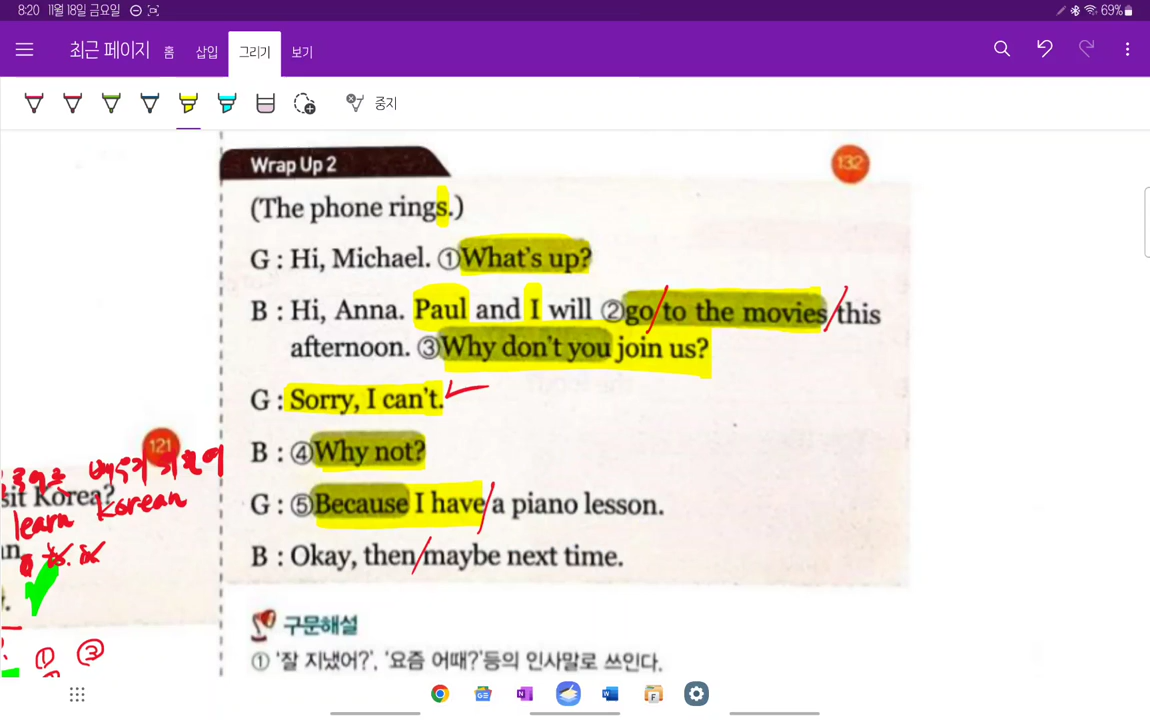 8:20 11월 18일 금요일
69%
최근 페이지 홈 삽입 그리기 보기
중지
Wrap Up 2
132
(The phone rings.)
G : Hi, Michael. ①What's up?
B : Hi, Anna. Paul and I will ②go/to the movies/this
afternoon. ③Why don't you join us?
G : Sorry, I can't.
B : ④Why not?
G : ⑤Because I have/a piano lesson.
B : Okay, then/maybe next time.
121
sit Korea?
learn Korean
an
구문해설
① ③
① '잘 지냈어?', '요즘 어때?'등의 인사말로 쓰인다.